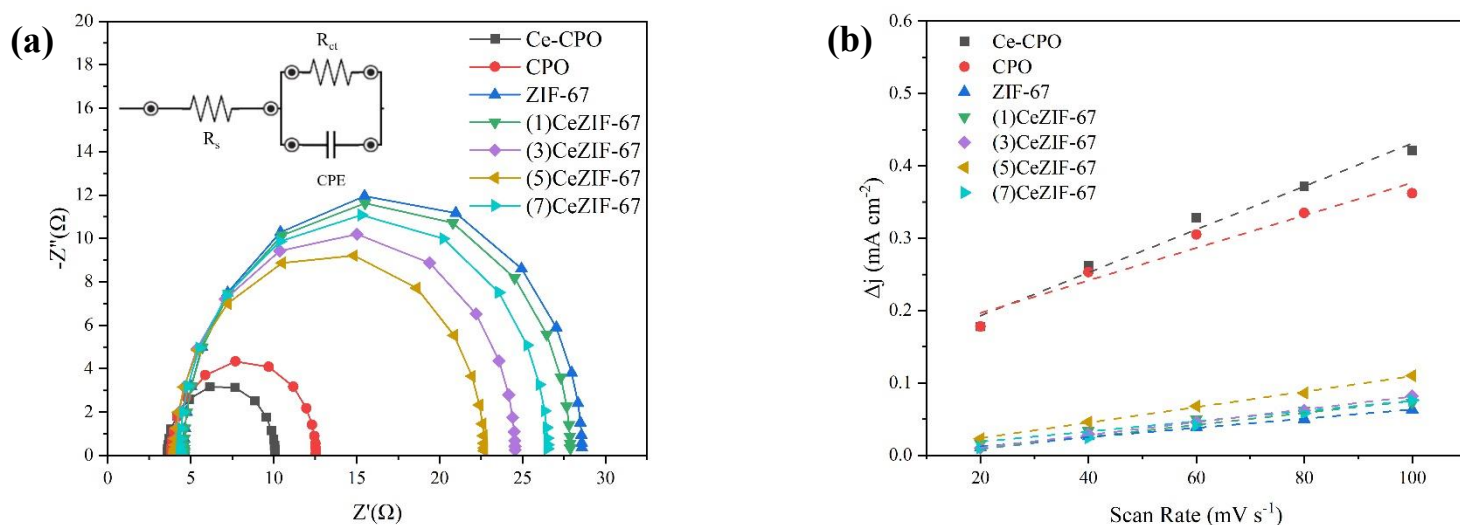 (a)
20
18
16
14
12
10
8
6
4
2
0
-Z"(Ω)
0
5
10
15
20
25
30
Z'(Ω)
R_ct
R_s
CPE
Ce-CPO
CPO
ZIF-67
(1)CeZIF-67
(3)CeZIF-67
(5)CeZIF-67
(7)CeZIF-67
(b)
0.6
0.5
0.4
0.3
0.2
0.1
0.0
Δj (mA cm⁻²)
20
40
60
80
100
Scan Rate (mV s⁻¹)
Ce-CPO
CPO
ZIF-67
(1)CeZIF-67
(3)CeZIF-67
(5)CeZIF-67
(7)CeZIF-67